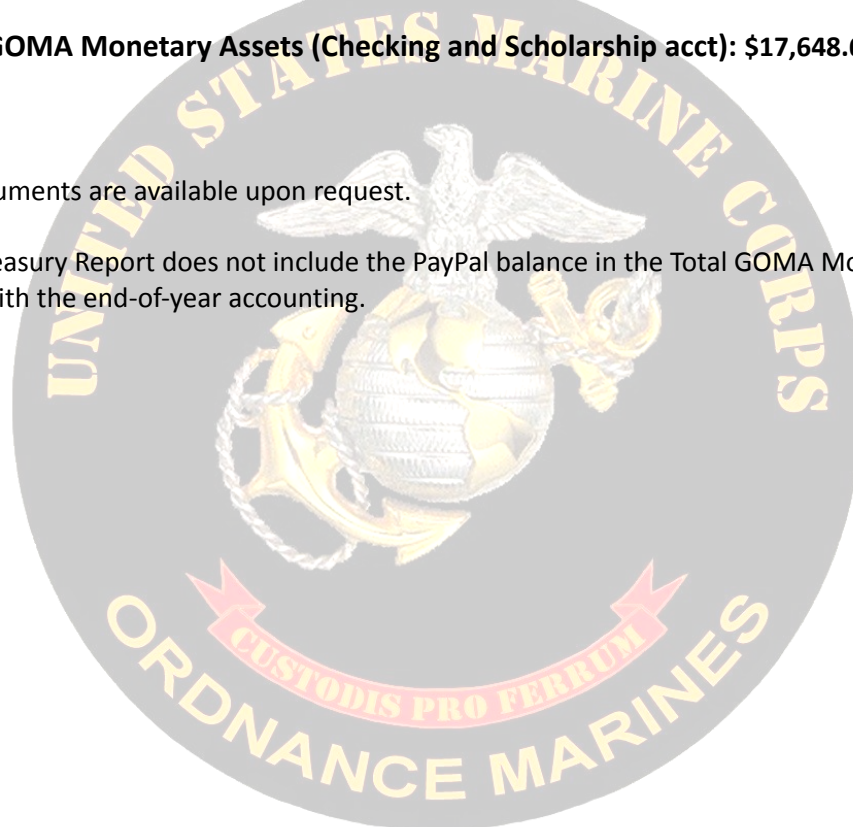 GOMA Monetary Assets (Checking and Scholarship acct): $17,648.
uments are available upon request.
easury Report does not include the PayPal balance in the Total GOMA Mo
ith the end-of-year accounting.
UNITED STATES MARINE CORPS
CUSTODIS PRO FERRUM
ORDNANCE MARINES